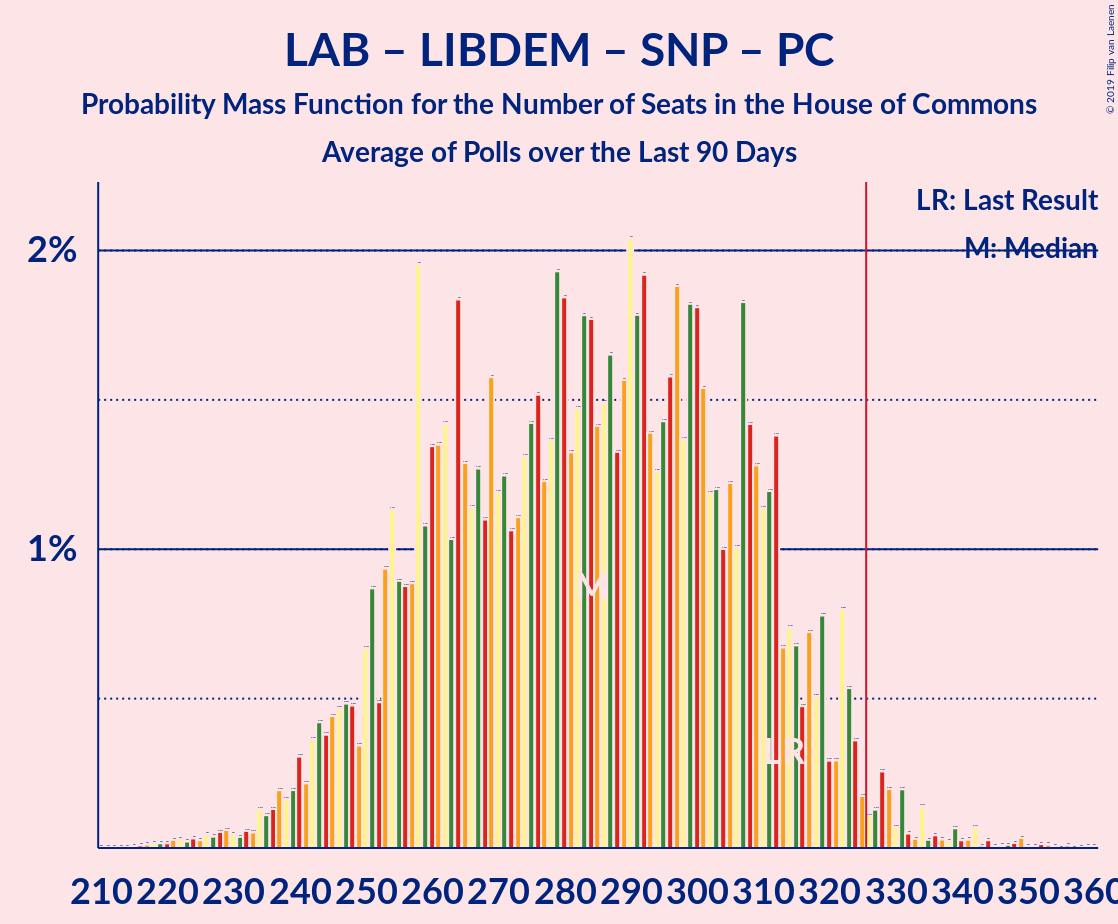 LAB – LIBDEM – SNP – PC
Probability Mass Function for the Number of Seats in the House of Commons
Average of Polls over the Last 90 Days
© 2019 Filip van Laenen
LR: Last Result
M: Median
2%
1%
M
LR
210 220 230 240 250 260 270 280 290 300 310 320 330 340 350 360